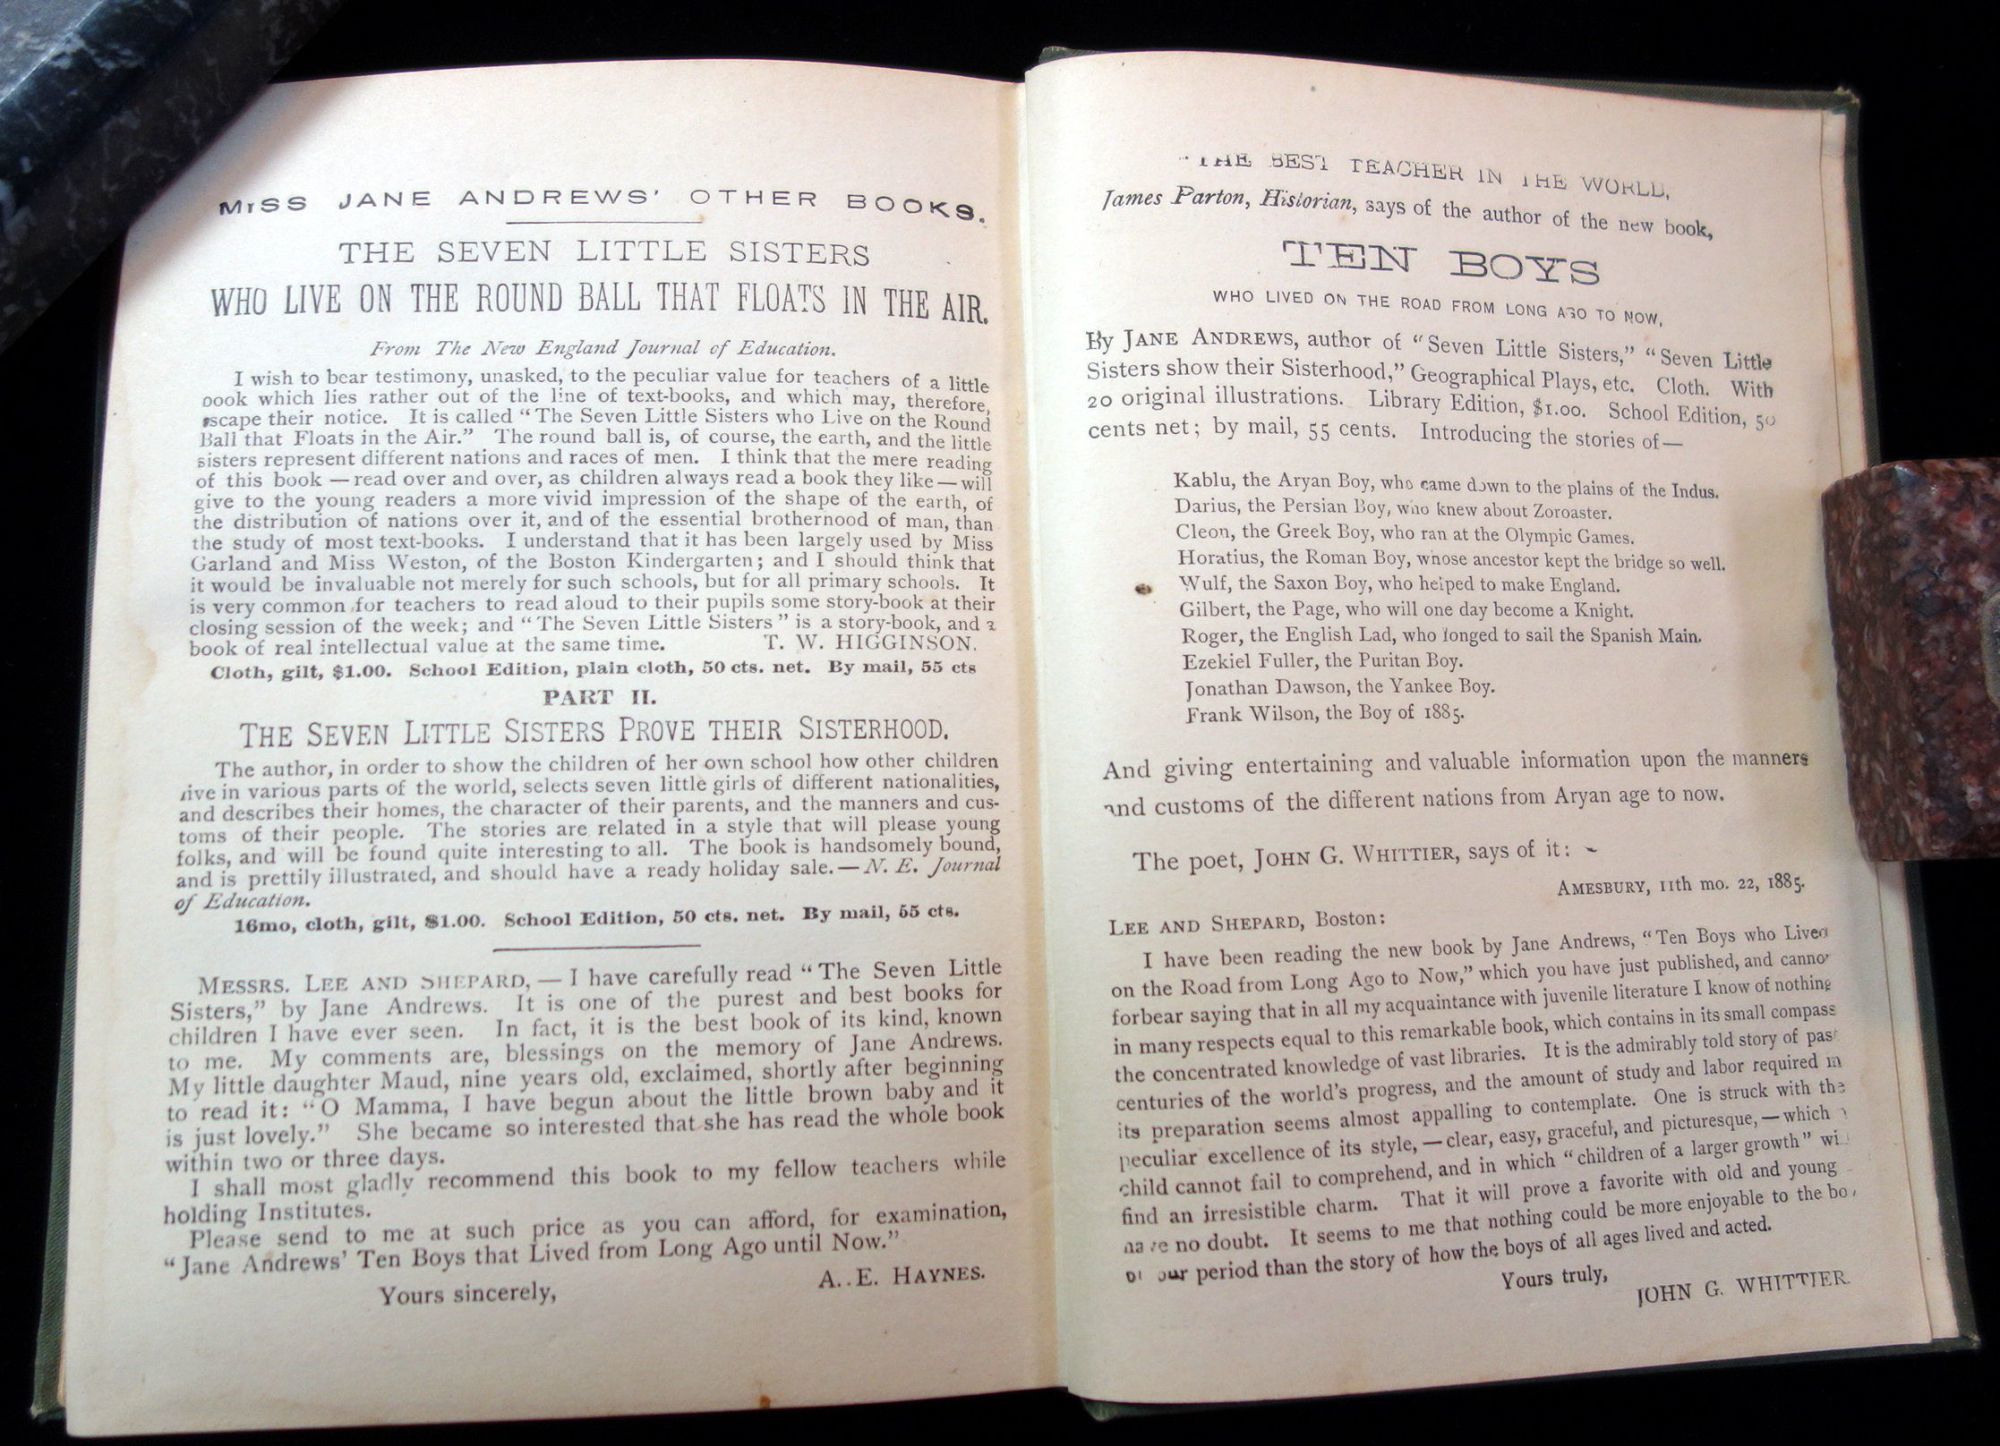 MISS JANE ANDREWS' OTHER BOOKS.
THE SEVEN LITTLE SISTERS
WHO LIVE ON THE ROUND BALL THAT FLOATS IN THE AIR.
From The New England Journal of Education.
I wish to bear testimony, unasked, to the peculiar value for teachers of a little
book which lies rather out of the line of text-books, and which may, therefore,
escape their notice. It is called “The Seven Little Sisters who Live on the Round
Ball that Floats in the Air.” The round ball is, of course, the earth, and the little
sisters represent different nations and races of men. I think that the mere reading
of this book — read over and over, as children always read a book they like — will
give to the young readers a more vivid impression of the shape of the earth, of
the distribution of nations over it, and of the essential brotherhood of man, than
the study of most text-books. I understand that it has been largely used by Miss
Garland and Miss Weston, of the Boston Kindergarten; and I should think that
it would be invaluable not merely for such schools, but for all primary schools. It
is very common for teachers to read aloud to their pupils some story-book at their
closing session of the week; and “The Seven Little Sisters” is a story-book, and a
book of real intellectual value at the same time. T. W. HIGGINSON.
Cloth, gilt, $1.00. School Edition, plain cloth, 50 cts. net. By mail, 55 cts
PART II.
THE SEVEN LITTLE SISTERS PROVE THEIR SISTERHOOD.
The author, in order to show the children of her own school how other children
live in various parts of the world, selects seven little girls of different nationalities,
and describes their homes, the character of their parents, and the manners and cus-
toms of their people. The stories are related in a style that will please young
folks, and will be found quite interesting to all. The book is handsomely bound,
and is prettily illustrated, and should have a ready holiday sale. — N. E. Journal
of Education.
16mo, cloth, gilt, $1.00. School Edition, 50 cts. net. By mail, 55 cts.
MESSRS. LEE AND SHEPARD, — I have carefully read “The Seven Little
Sisters,” by Jane Andrews. It is one of the purest and best books for
children I have ever seen. In fact, it is the best book of its kind, known
to me. My comments are, blessings on the memory of Jane Andrews.
My little daughter Maud, nine years old, exclaimed, shortly after beginning
to read it: “O Mamma, I have begun about the little brown baby and it
is just lovely.” She became so interested that she has read the whole book
within two or three days.
I shall most gladly recommend this book to my fellow teachers while
holding Institutes.
Please send to me at such price as you can afford, for examination,
“Jane Andrews' Ten Boys that Lived from Long Ago until Now.”
Yours sincerely, A. E. HAYNES.
“THE BEST TEACHER IN THE WORLD,
James Parton, Historian, says of the author of the new book,
TEN BOYS
WHO LIVED ON THE ROAD FROM LONG AGO TO NOW,
By JANE ANDREWS, author of “Seven Little Sisters,” “Seven Little
Sisters show their Sisterhood,” Geographical Plays, etc. Cloth. With
20 original illustrations. Library Edition, $1.00. School Edition, 50
cents net; by mail, 55 cents. Introducing the stories of—
Kablu, the Aryan Boy, who came down to the plains of the Indus.
Darius, the Persian Boy, who knew about Zoroaster.
Cleon, the Greek Boy, who ran at the Olympic Games.
Horatius, the Roman Boy, whose ancestor kept the bridge so well.
Wulf, the Saxon Boy, who helped to make England.
Gilbert, the Page, who will one day become a Knight.
Roger, the English Lad, who longed to sail the Spanish Main.
Ezekiel Fuller, the Puritan Boy.
Jonathan Dawson, the Yankee Boy.
Frank Wilson, the Boy of 1885.
And giving entertaining and valuable information upon the manners
and customs of the different nations from Aryan age to now.
The poet, JOHN G. WHITTIER, says of it:
AMESBURY, 11th mo. 22, 1885.
LEE AND SHEPARD, Boston:
I have been reading the new book by Jane Andrews, “Ten Boys who Lived
on the Road from Long Ago to Now,” which you have just published, and cannot
forbear saying that in all my acquaintance with juvenile literature I know of nothing
in many respects equal to this remarkable book, which contains in its small compass
the concentrated knowledge of vast libraries. It is the admirably told story of past
centuries of the world's progress, and the amount of study and labor required in
its preparation seems almost appalling to contemplate. One is struck with the
peculiar excellence of its style, — clear, easy, graceful, and picturesque, — which a
child cannot fail to comprehend, and in which “children of a larger growth” will
find an irresistible charm. That it will prove a favorite with old and young
have no doubt. It seems to me that nothing could be more enjoyable to the boy
of our period than the story of how the boys of all ages lived and acted.
Yours truly,
JOHN G. WHITTIER.